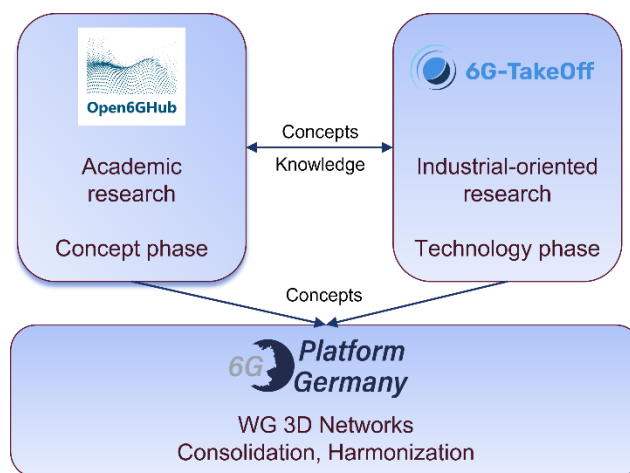 Open6GHub
Academic
research
Concept phase
Concepts
Knowledge
6G-TakeOff
Industrial-oriented
research
Technology phase
Concepts
6G Platform
Germany
WG 3D Networks
Consolidation, Harmonization